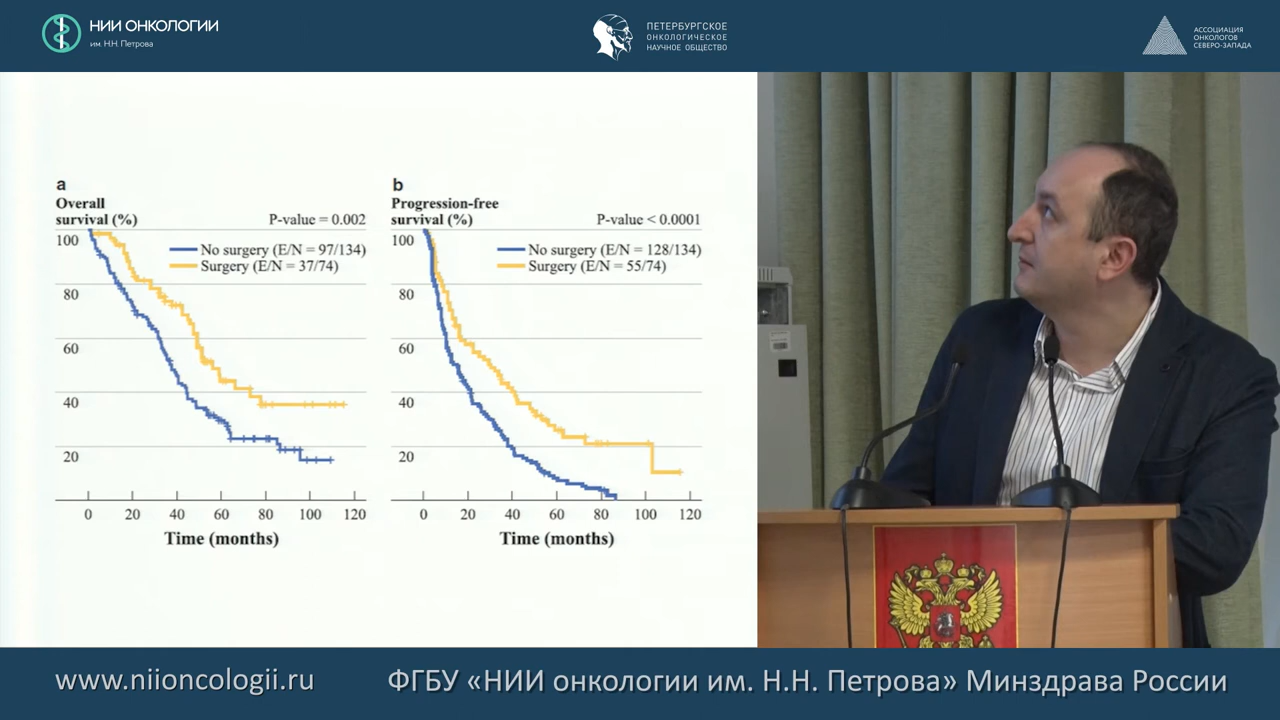 НИИ ОНКОЛОГИИ
им. Н.Н. Петрова
ПЕТЕРБУРГСКОЕ
ОНКОЛОГИЧЕСКОЕ
НАУЧНОЕ ОБЩЕСТВО
АССОЦИАЦИЯ
ОНКОЛОГОВ
СЕВЕРО-ЗАПАДА
a
Overall
survival (%)
P-value = 0.002
100
No surgery (E/N = 97/134)
Surgery (E/N = 37/74)
80
60
40
20
0 20 40 60 80 100 120
Time (months)
b
Progression-free
survival (%)
P-value < 0.0001
100
No surgery (E/N = 128/134)
Surgery (E/N = 55/74)
80
60
40
20
0 20 40 60 80 100 120
Time (months)
www.niioncologii.ru
ФГБУ «НИИ онкологии им. Н.Н. Петрова» Минздрава России